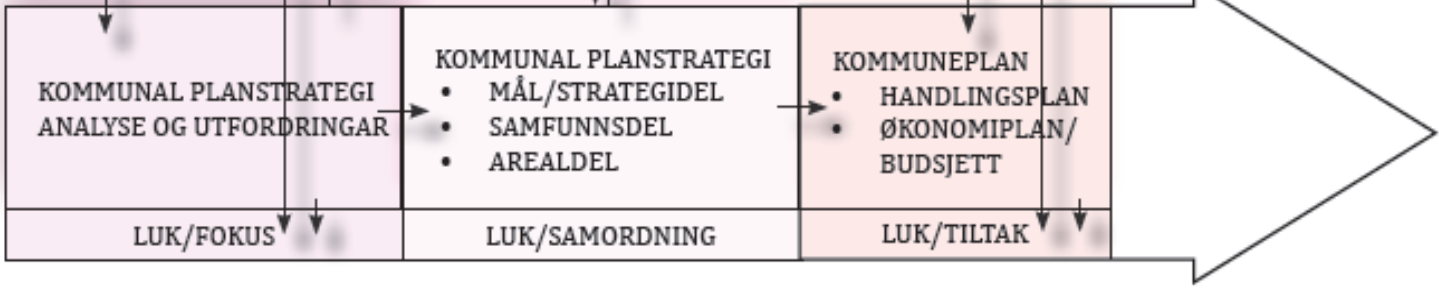 KOMMUNAL PLANSTRATEGI
ANALYSE OG UTFORDRINGAR
KOMMUNAL PLANSTRATEGI
• MÅL/STRATEGIDEL
• SAMFUNNSDEL
• AREALDEL
KOMMUNEPLAN
• HANDLINGSPLAN
• ØKONOMIPLAN/
BUDSJETT
LUK/FOKUS
LUK/SAMORDNING
LUK/TILTAK